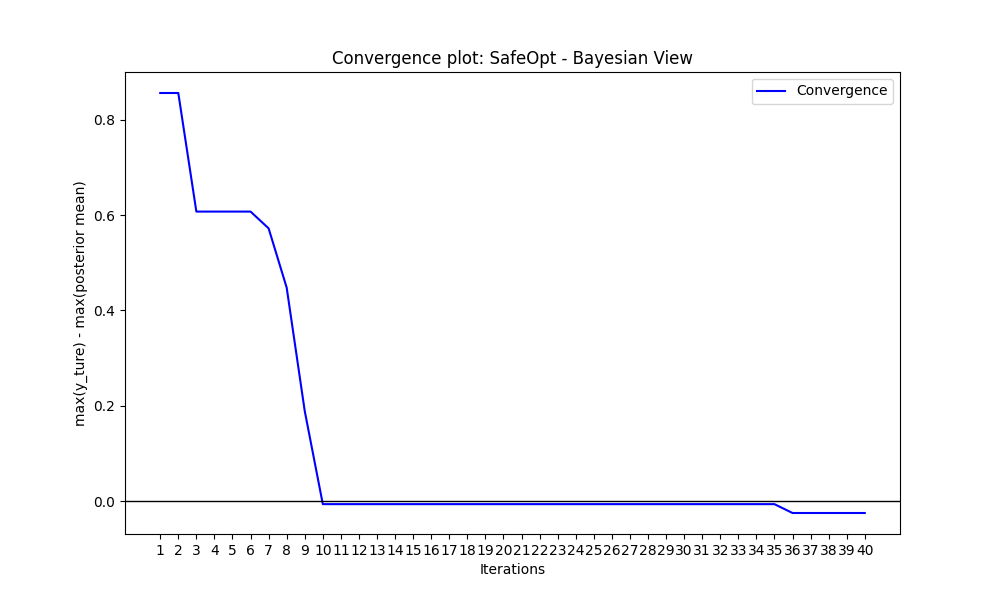 Convergence plot: SafeOpt - Bayesian View
Convergence
max(y_ture) - max(posterior mean)
0.8
0.6
0.4
0.2
0.0
1 2 3 4 5 6 7 8 9 10 11 12 13 14 15 16 17 18 19 20 21 22 23 24 25 26 27 28 29 30 31 32 33 34 35 36 37 38 39 40
Iterations